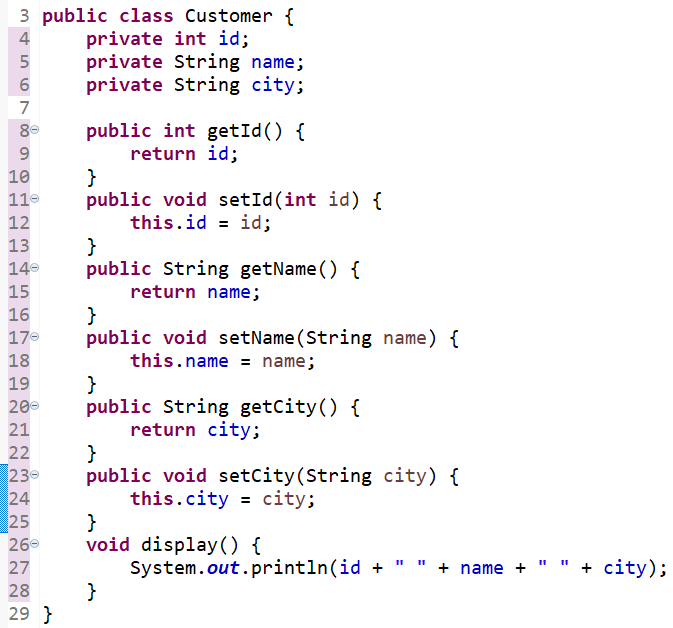 3 public class Customer {
4     private int id;
5     private String name;
6     private String city;
7
8     public int getId() {
9         return id;
10     }
11     public void setId(int id) {
12         this.id = id;
13     }
14     public String getName() {
15         return name;
16     }
17     public void setName(String name) {
18         this.name = name;
19     }
20     public String getCity() {
21         return city;
22     }
23     public void setCity(String city) {
24         this.city = city;
25     }
26     void display() {
27         System.out.println(id + " " + name + " " + city);
28     }
29 }